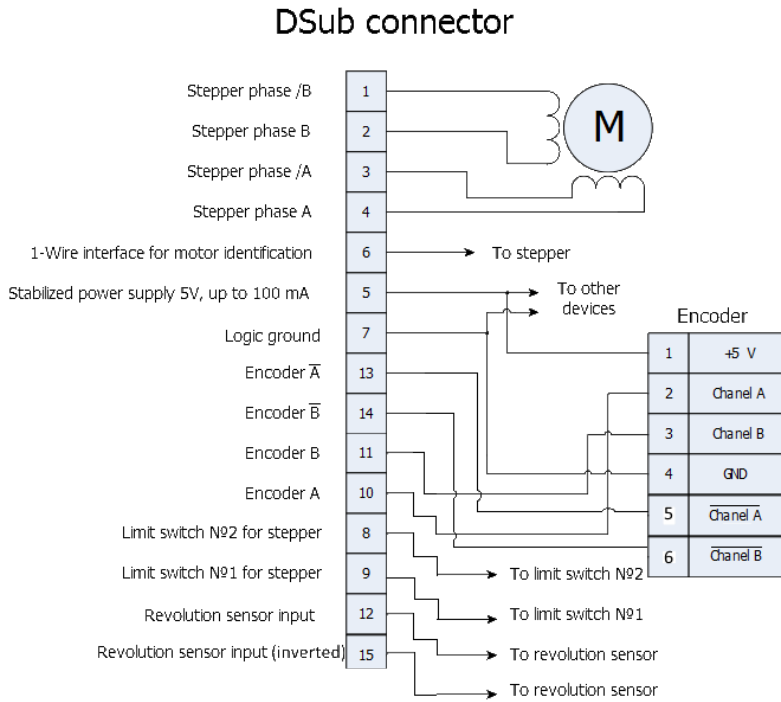 DSub connector
Stepper phase /B
1
Stepper phase B
2
M
Stepper phase /A
3
Stepper phase A
4
1-Wire interface for motor identification
6
To stepper
Stabilized power supply 5V, up to 100 mA
5
To other
devices
Logic ground
7
Encoder
1
+5 V
Encoder A̅
13
2
Chanel A
Encoder B̅
14
3
Chanel B
Encoder B
11
4
GND
Encoder A
10
5
C̅h̅a̅n̅e̅l̅ A̅
Limit switch №2 for stepper
8
6
C̅h̅a̅n̅e̅l̅ B̅
To limit switch №2
Limit switch №1 for stepper
9
To limit switch №1
Revolution sensor input
12
To revolution sensor
Revolution sensor input (inverted)
15
To revolution sensor